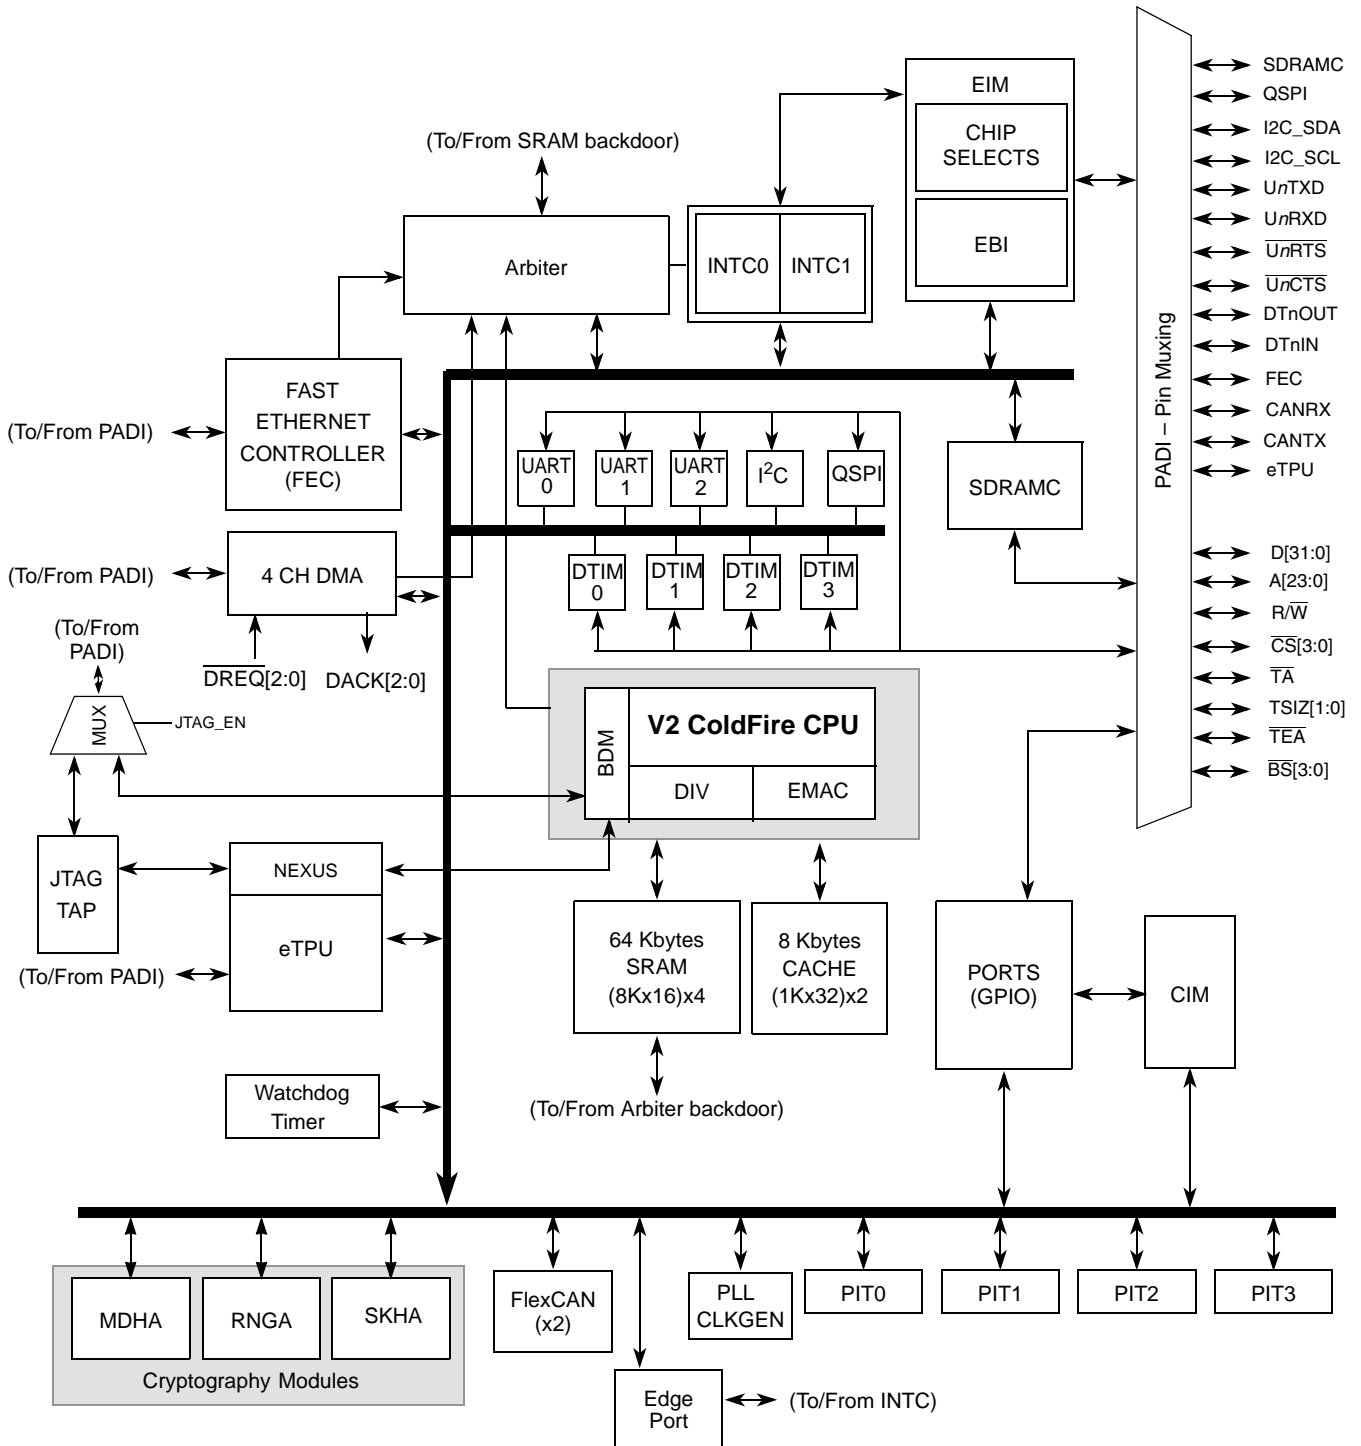 EIM
CHIP
SELECTS
EBI
(To/From SRAM backdoor)
Arbiter
INTC0
INTC1
FAST
ETHERNET
CONTROLLER
(FEC)
(To/From PADI)
UART
0
UART
1
UART
2
I²C
QSPI
SDRAMC
4 CH DMA
(To/From PADI)
DTIM
0
DTIM
1
DTIM
2
DTIM
3
(To/From
PADI)
DREQ[2:0]
DACK[2:0]
MUX
JTAG_EN
BDM
V2 ColdFire CPU
DIV
EMAC
JTAG
TAP
NEXUS
eTPU
(To/From PADI)
64 Kbytes
SRAM
(8Kx16)x4
8 Kbytes
CACHE
(1Kx32)x2
PORTS
(GPIO)
CIM
Watchdog
Timer
(To/From Arbiter backdoor)
MDHA
RNGA
SKHA
Cryptography Modules
FlexCAN
(x2)
PLL
CLKGEN
PIT0
PIT1
PIT2
PIT3
Edge
Port
(To/From INTC)
PADI – Pin Muxing
SDRAMC
QSPI
I2C_SDA
I2C_SCL
UnTXD
UnRXD
UnRTS
UnCTS
DTnOUT
DTnIN
FEC
CANRX
CANTX
eTPU
D[31:0]
A[23:0]
R/W
CS[3:0]
TA
TSIZ[1:0]
TEA
BS[3:0]